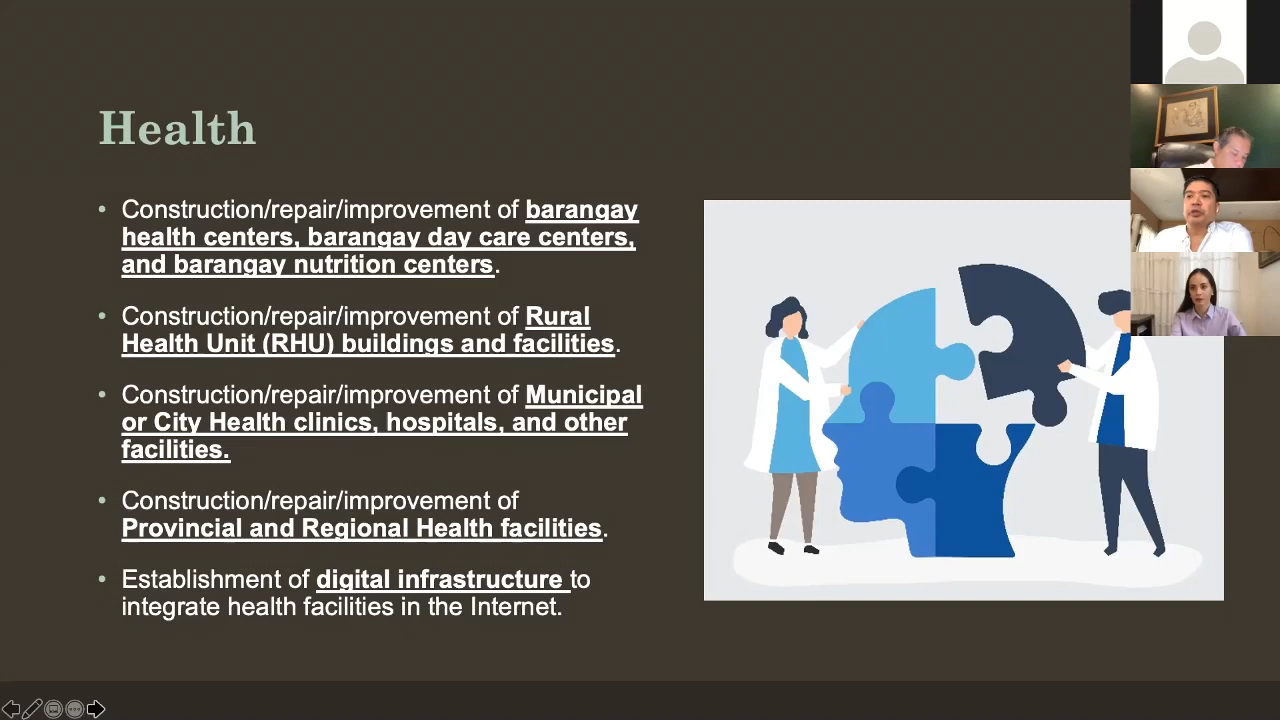 Health
• Construction/repair/improvement of barangay
health centers, barangay day care centers,
and barangay nutrition centers.
• Construction/repair/improvement of Rural
Health Unit (RHU) buildings and facilities.
• Construction/repair/improvement of Municipal
or City Health clinics, hospitals, and other
facilities.
• Construction/repair/improvement of
Provincial and Regional Health facilities.
• Establishment of digital infrastructure to
integrate health facilities in the Internet.